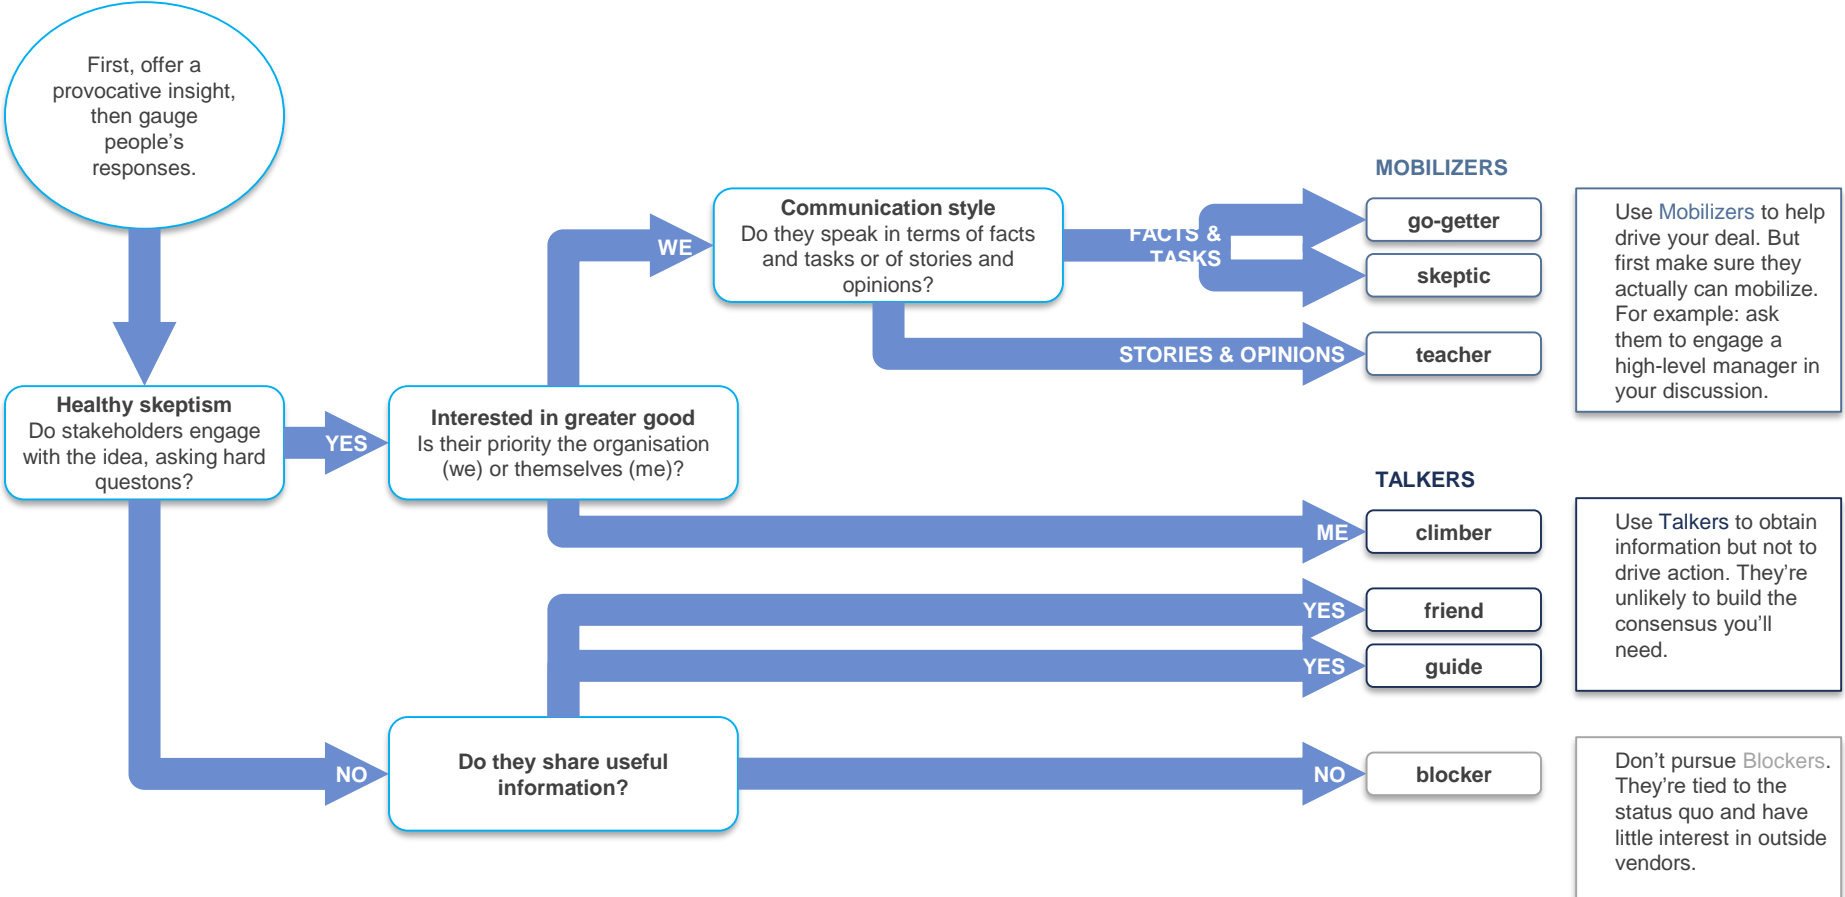 First, offer a
provocative insight,
then gauge
people’s
responses.
Healthy skeptism
Do stakeholders engage
with the idea, asking hard
questons?
YES
NO
Interested in greater good
Is their priority the organisation
(we) or themselves (me)?
WE
ME
Communication style
Do they speak in terms of facts
and tasks or of stories and
opinions?
FACTS &
TASKS
STORIES & OPINIONS
Do they share useful
information?
YES
YES
NO
MOBILIZERS
go-getter
skeptic
teacher
Use Mobilizers to help
drive your deal. But
first make sure they
actually can mobilize.
For example: ask
them to engage a
high-level manager in
your discussion.
TALKERS
climber
friend
guide
Use Talkers to obtain
information but not to
drive action. They’re
unlikely to build the
consensus you’ll
need.
blocker
Don’t pursue Blockers.
They’re tied to the
status quo and have
little interest in outside
vendors.